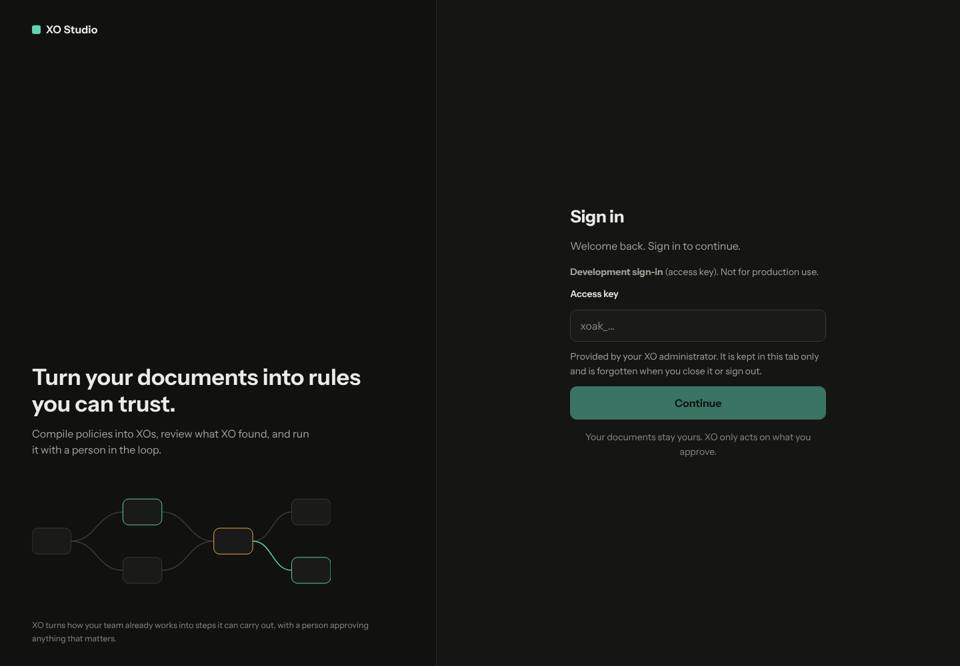 XO Studio
Turn your documents into rules
you can trust.
Compile policies into XOs, review what XO found, and run
it with a person in the loop.
XO turns how your team already works into steps it can carry out, with a person approving
anything that matters.
Sign in
Welcome back. Sign in to continue.
Development sign-in (access key). Not for production use.
Access key
xoak_...
Provided by your XO administrator. It is kept in this tab only
and is forgotten when you close it or sign out.
Continue
Your documents stay yours. XO only acts on what you
approve.